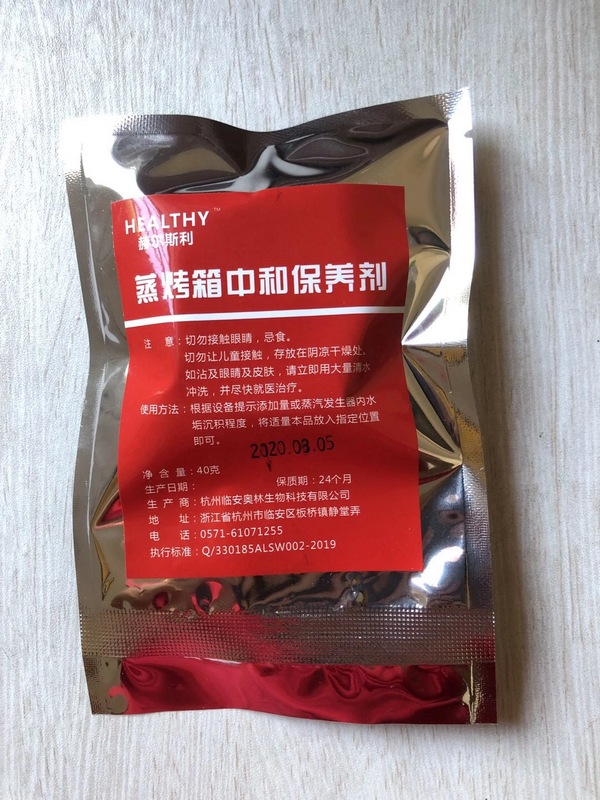 HEALTHY™
赫尔斯利
蒸烤箱中和保养剂
注 意：切勿接触眼睛，忌食。
切勿让儿童接触，存放在阴凉干燥处。
如沾及眼睛及皮肤，请立即用大量清水
冲洗，并尽快就医治疗。
使用方法：根据设备提示添加量或蒸汽发生器内水
垢沉积程度，将适量本品放入指定位置
即可。
2020.08.05
净 含 量：40克
生产日期： 保质期：24个月
生 产 商：杭州临安奥林生物科技有限公司
地 址：浙江省杭州市临安区板桥镇静堂弄
电 话：0571-61071255
执行标准：Q/330185ALSW002-2019